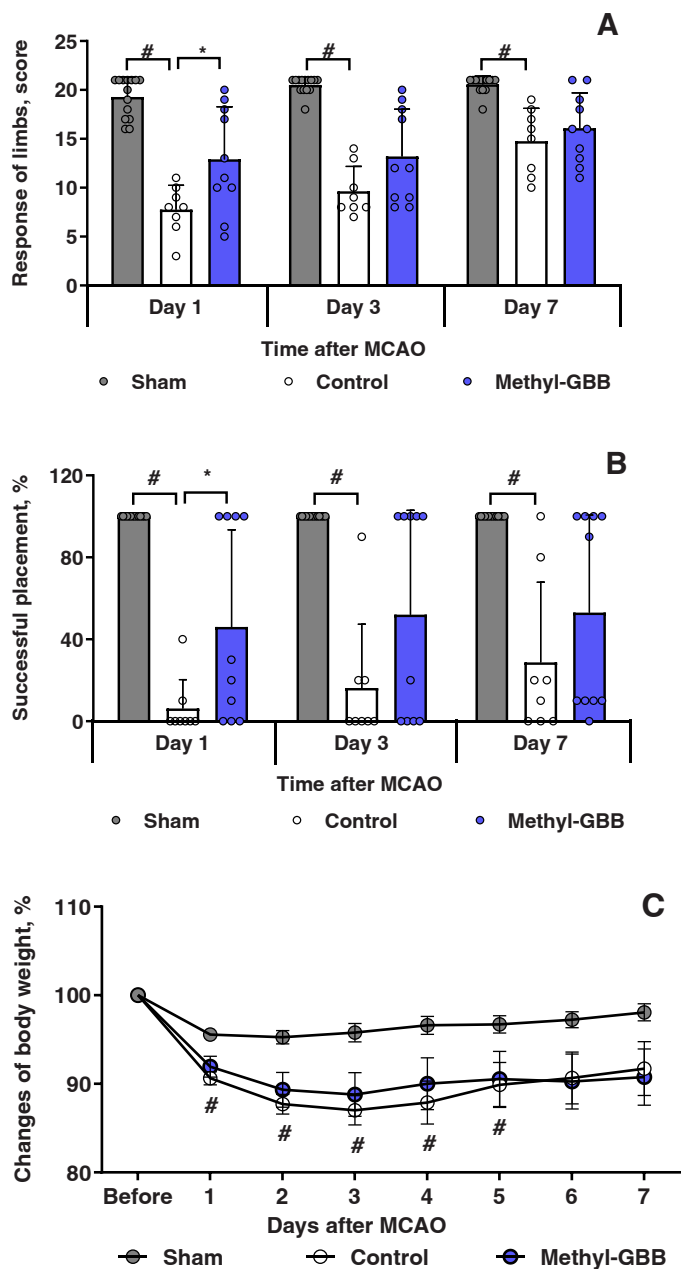 A
Response of limbs, score
25
20
15
10
5
0
# * # #
Day 1 Day 3 Day 7
Time after MCAO
Sham Control Methyl-GBB
B
Successful placement, %
120
80
40
0
# * # #
Day 1 Day 3 Day 7
Time after MCAO
Sham Control Methyl-GBB
C
Changes of body weight, %
110
100
90
80
# # # # #
Before 1 2 3 4 5 6 7
Days after MCAO
Sham Control Methyl-GBB